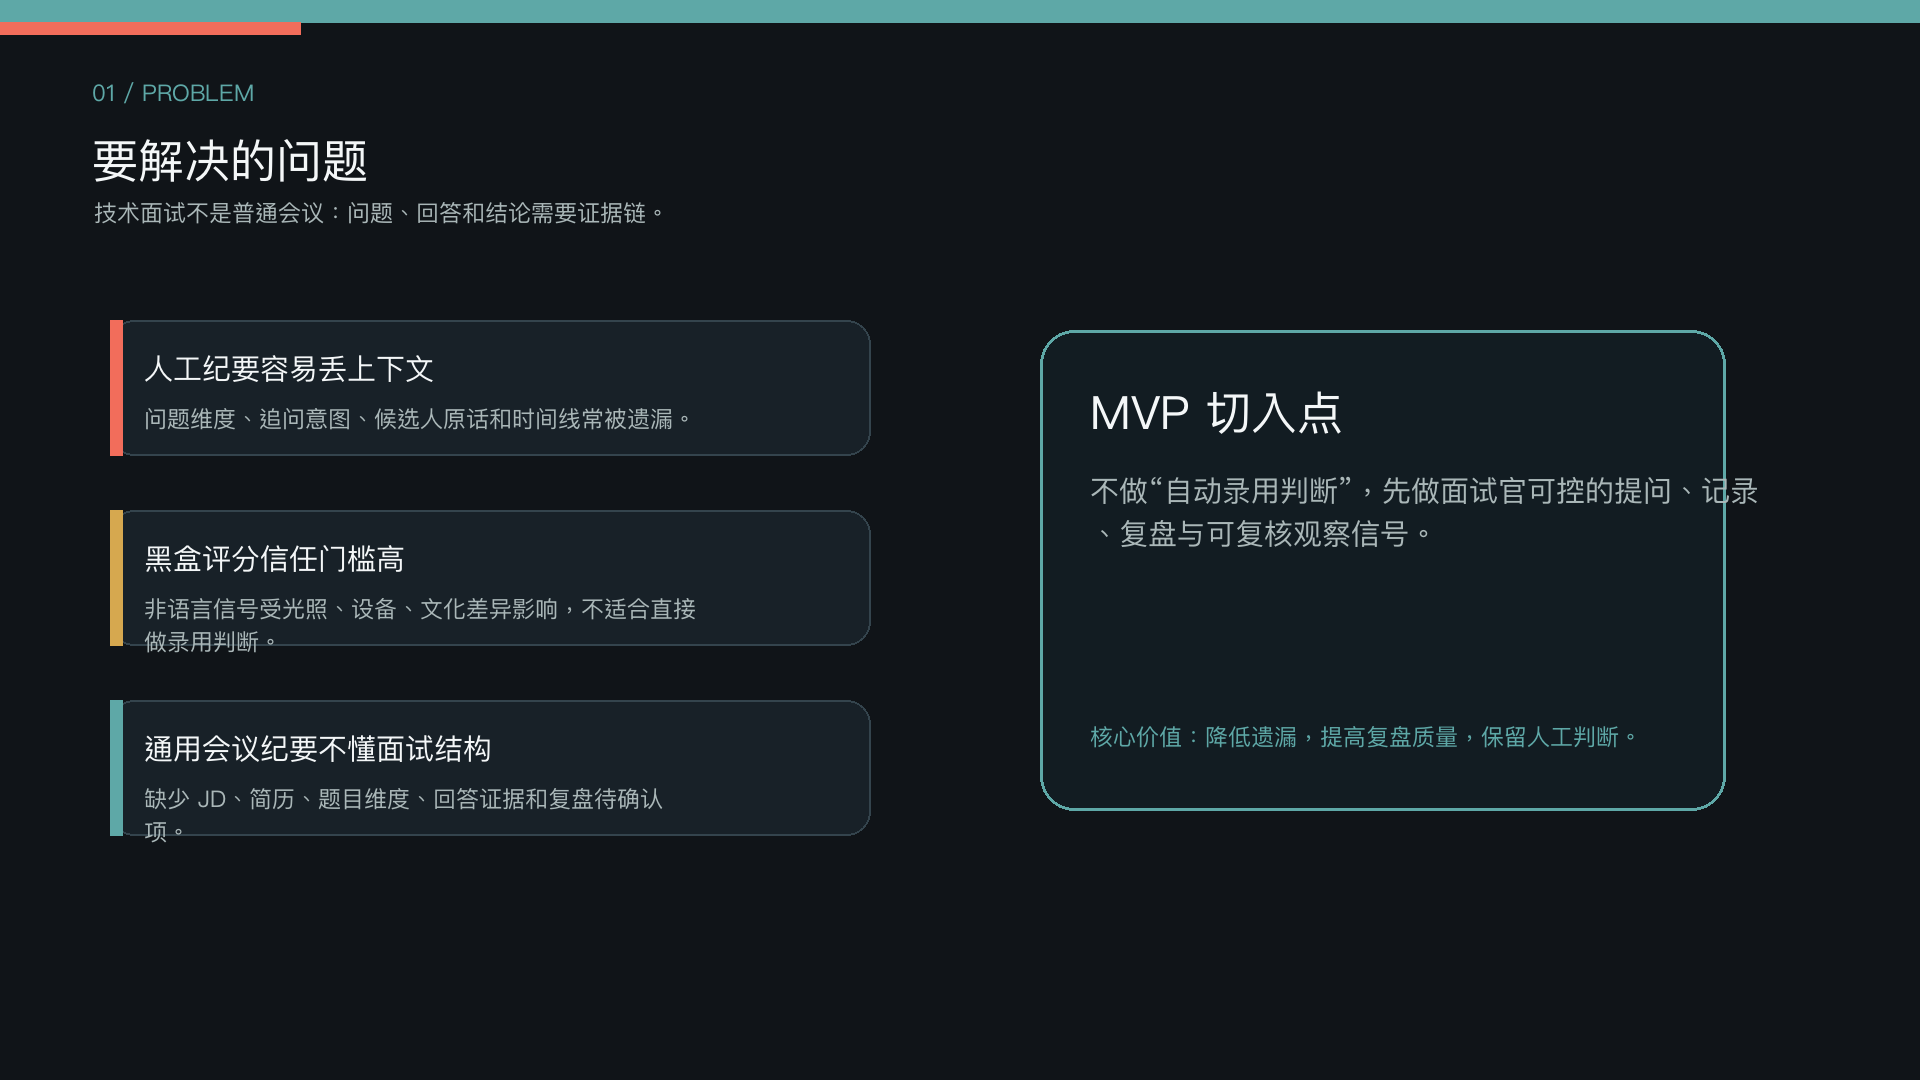 01 / PROBLEM
要解决的问题
技术面试不是普通会议：问题、回答和结论需要证据链。
人工纪要容易丢上下文
问题维度、追问意图、候选人原话和时间线常被遗漏。
黑盒评分信任门槛高
非语言信号受光照、设备、文化差异影响，不适合直接
做录用判断。
通用会议纪要不懂面试结构
缺少 JD、简历、题目维度、回答证据和复盘待确认
项。
MVP 切入点
不做“自动录用判断”，先做面试官可控的提问、记录
、复盘与可复核观察信号。
核心价值：降低遗漏，提高复盘质量，保留人工判断。